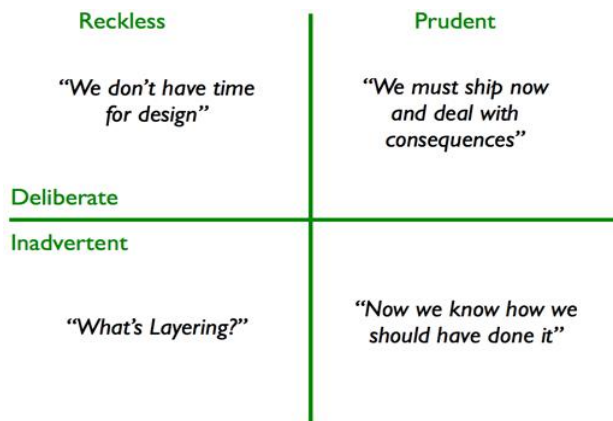 Reckless
Prudent
“We don’t have time
for design”
“We must ship now
and deal with
consequences”
Deliberate
Inadvertent
“What’s Layering?”
“Now we know how we
should have done it”